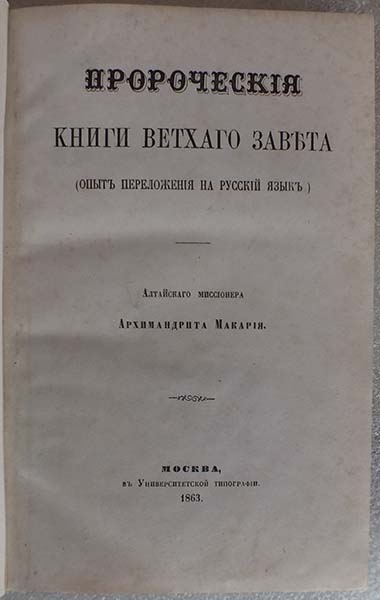 ПРОРОЧЕСКІЯ
КНИГИ ВЕТХАГО ЗАВѢТА
(ОПЫТЪ ПЕРЕЛОЖЕНІЯ НА РУССКІЙ ЯЗЫКЪ)
Алтайскаго миссіонера
Архимандрита Макарія.
МОСКВА,
въ Университетской типографіи.
1863.